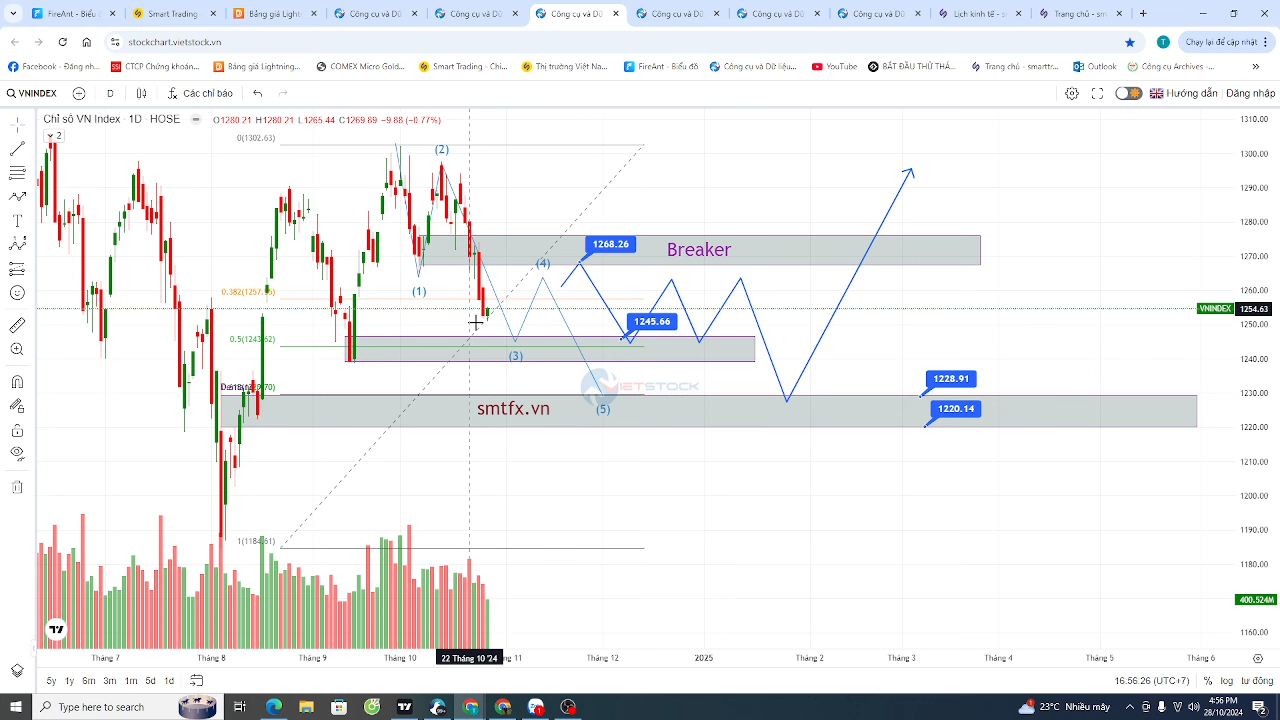 FireAnt - Biểu đ
Công cụ và Dữ
Công cụ và Dữ
Bảng giá Lightn
Công cụ và Dữ
Công cụ và Dữ
Công cụ và Dữ
Công cụ và Dữ
Công cụ và Dữ
Lịch kinh tế - s
Trang chủ - sm
stockchart.vietstock.vn
T
Chạy lại để cập nhật
Facebook - Đăng nh...
CTCP Chứng khoán...
Bảng giá Lightning...
COMEX Micro Gold...
Smart Trading - Chi...
Thị trường Việt Na...
FireAnt - Biểu đồ
Công cụ và Dữ liệu...
YouTube
BẮT ĐẦU THỬ THÁ...
Trang chủ - smarttr...
Outlook
Công cụ Archives -...
VNINDEX
D
Các chỉ báo
Hướng dẫn
Đăng nhập
Chỉ số VN Index · 1D · HOSE
O1280.21 H1280.21 L1265.44 C1269.89 −9.88 (−0.77%)
2
0(1302.63)
(2)
(1)
(4)
(3)
(5)
1268.26
Breaker
1245.66
0.5(1243.62)
VIETSTOCK
smtfx.vn
1228.91
1220.14
1(1184.61)
1310.00
1300.00
1290.00
1280.00
1270.00
1260.00
VNINDEX
1254.63
1250.00
1240.00
1230.00
1220.00
1210.00
1200.00
1190.00
1180.00
1170.00
400.524M
1160.00
Tháng 7
Tháng 8
Tháng 9
Tháng 10
22 Tháng 10 '24
g 11
Tháng 12
2025
Tháng 2
Tháng 3
Tháng 4
Tháng 5
Tháng 6
5y
1y
6m
3m
1m
5d
1d
16:56:26 (UTC+7)
%
log
tự động
Type here to search
23°C Nhiều mây
4:56 PM
28/10/2024